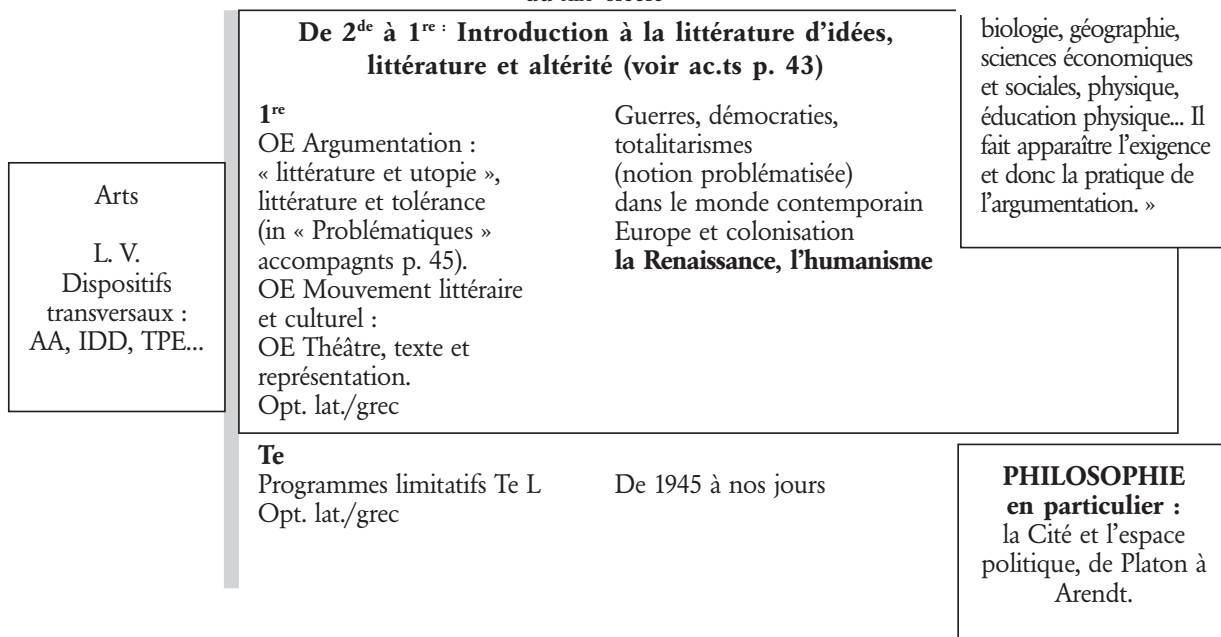 De 2de à 1re : Introduction à la littérature d'idées,
littérature et altérité (voir ac.ts p. 43)
biologie, géographie,
sciences économiques
et sociales, physique,
éducation physique... Il
fait apparaître l'exigence
et donc la pratique de
l'argumentation. »
Arts
L. V.
Dispositifs
transversaux :
AA, IDD, TPE...
1re
OE Argumentation :
« littérature et utopie »,
littérature et tolérance
(in « Problématiques »
accompagnts p. 45).
OE Mouvement littéraire
et culturel :
OE Théâtre, texte et
représentation.
Opt. lat./grec
Guerres, démocraties,
totalitarismes
(notion problématisée)
dans le monde contemporain
Europe et colonisation
la Renaissance, l'humanisme
Te
Programmes limitatifs Te L
Opt. lat./grec
De 1945 à nos jours
PHILOSOPHIE
en particulier :
la Cité et l'espace
politique, de Platon à
Arendt.